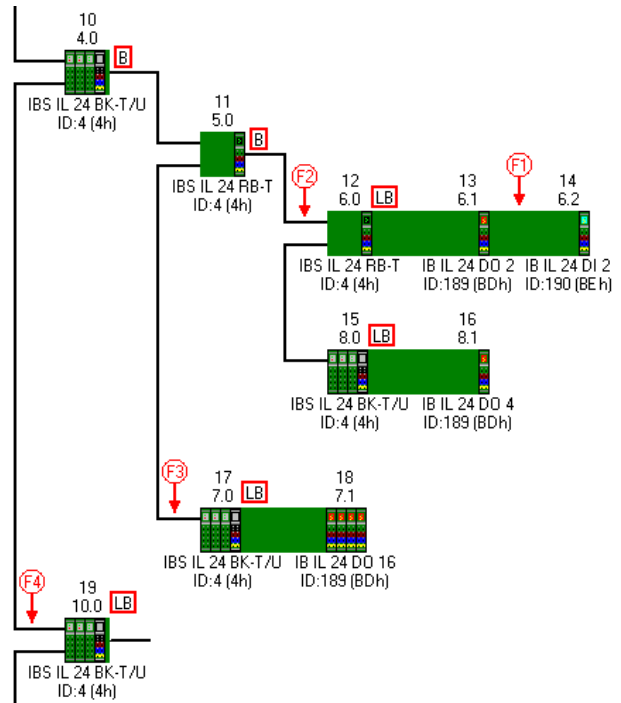 10
4.0
B
IBS IL 24 BK-T/U
ID:4 (4h)
11
5.0
B
IBS IL 24 RB-T
ID:4 (4h)
F2
12
6.0
LB
IBS IL 24 RB-T
ID:4 (4h)
13
6.1
IB IL 24 DO 2
ID:189 (BDh)
F1
14
6.2
IB IL 24 DI 2
ID:190 (BEh)
15
8.0
LB
IBS IL 24 BK-T/U
ID:4 (4h)
16
8.1
IB IL 24 DO 4
ID:189 (BDh)
F3
17
7.0
LB
IBS IL 24 BK-T/U
ID:4 (4h)
18
7.1
IB IL 24 DO 16
ID:189 (BDh)
F4
19
10.0
LB
IBS IL 24 BK-T/U
ID:4 (4h)